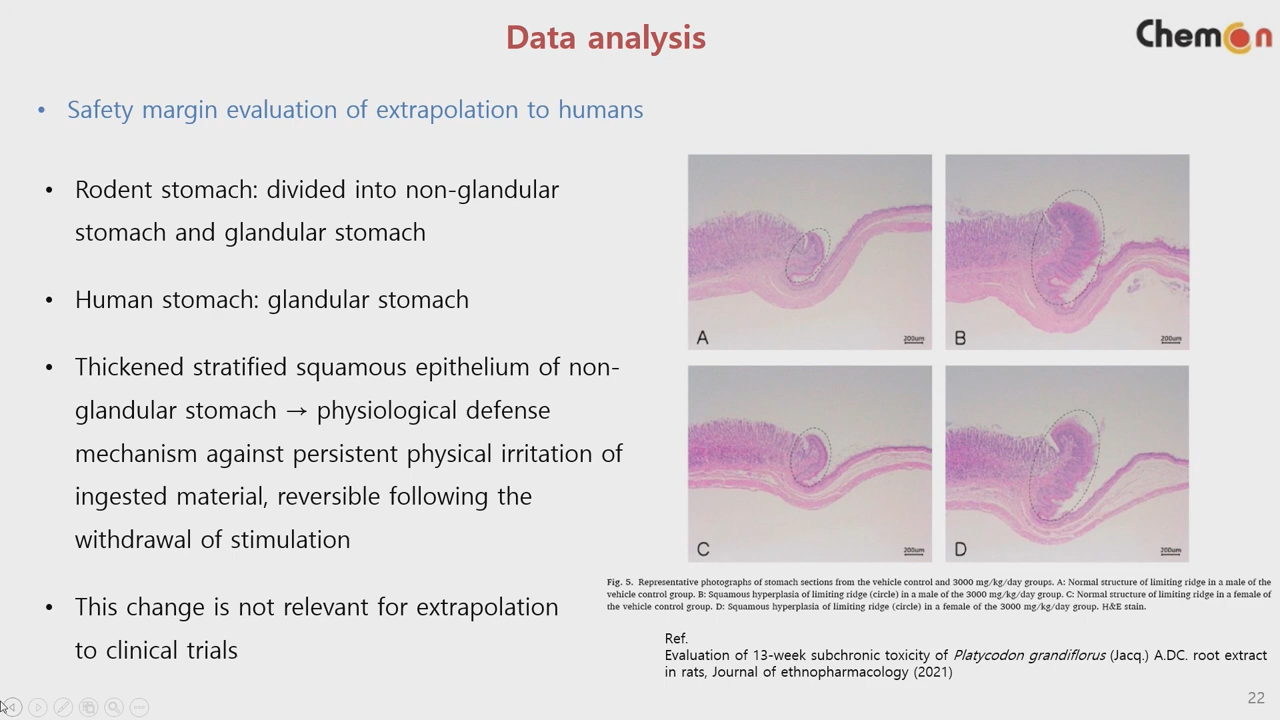 Data analysis
ChemOn
• Safety margin evaluation of extrapolation to humans
• Rodent stomach: divided into non-glandular
stomach and glandular stomach
• Human stomach: glandular stomach
• Thickened stratified squamous epithelium of non-
glandular stomach → physiological defense
mechanism against persistent physical irritation of
ingested material, reversible following the
withdrawal of stimulation
• This change is not relevant for extrapolation
to clinical trials
A
200um
B
200um
C
200um
D
200um
Fig. 5. Representative photographs of stomach sections from the vehicle control and 3000 mg/kg/day groups. A: Normal structure of limiting ridge in a male of the
vehicle control group. B: Squamous hyperplasia of limiting ridge (circle) in a male of the 3000 mg/kg/day group. C: Normal structure of limiting ridge in a female of
the vehicle control group. D: Squamous hyperplasia of limiting ridge (circle) in a female of the 3000 mg/kg/day group. H&E stain.
Ref.
Evaluation of 13-week subchronic toxicity of Platycodon grandiflorus (Jacq.) A.DC. root extract
in rats, Journal of ethnopharmacology (2021)
22